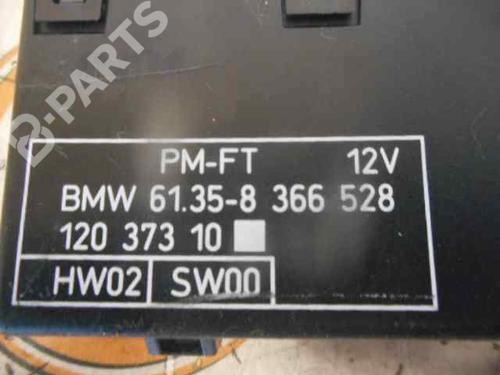 B-PARTS
PM-FT 12V
BMW 61.35-8 366 528
120 373 10
HW02 SW00